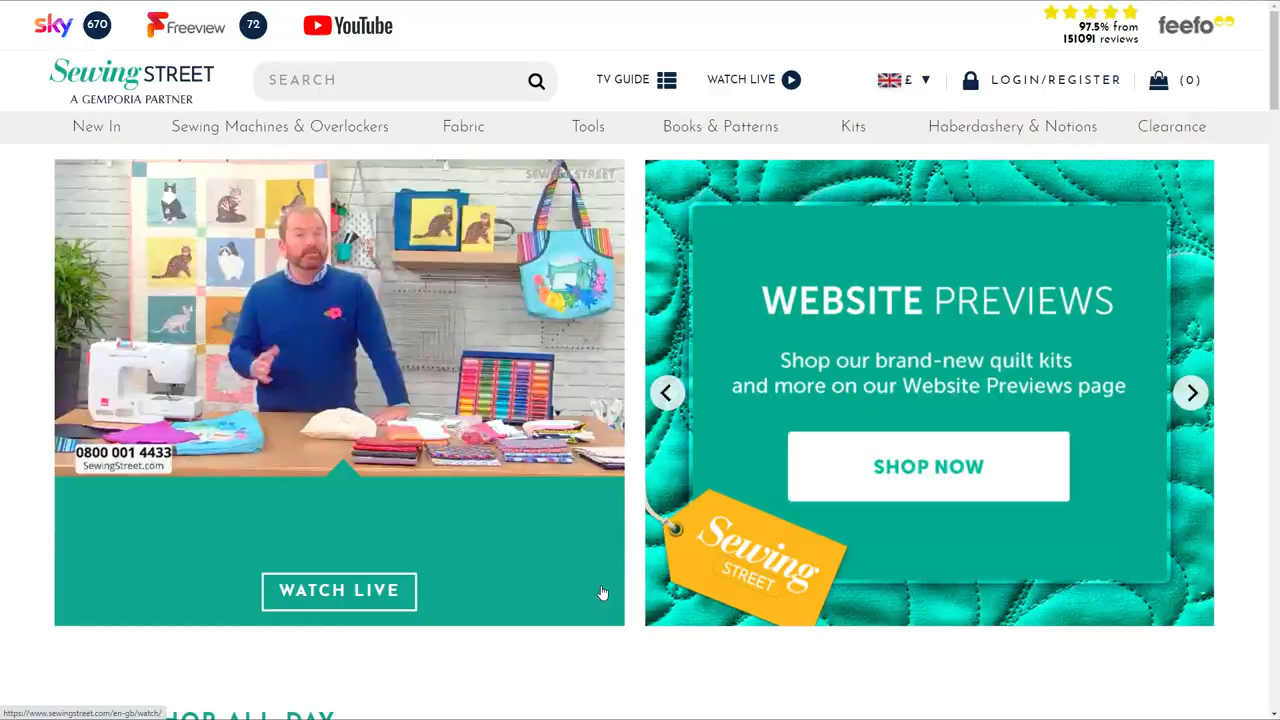 sky 670 Freeview 72 YouTube
97.5% from
151091 reviews
feefo
Sewing STREET
A GEMPORIA PARTNER
SEARCH
TV GUIDE
WATCH LIVE
£ ▼
LOGIN/REGISTER
(0)
New In Sewing Machines & Overlockers Fabric Tools Books & Patterns Kits Haberdashery & Notions Clearance
SEWING STREET
0800 001 4433
SewingStreet.com
WATCH LIVE
WEBSITE PREVIEWS
Shop our brand-new quilt kits
and more on our Website Previews page
SHOP NOW
Sewing
STREET
https://www.sewingstreet.com/en-gb/watch/
HOP ALL DAY